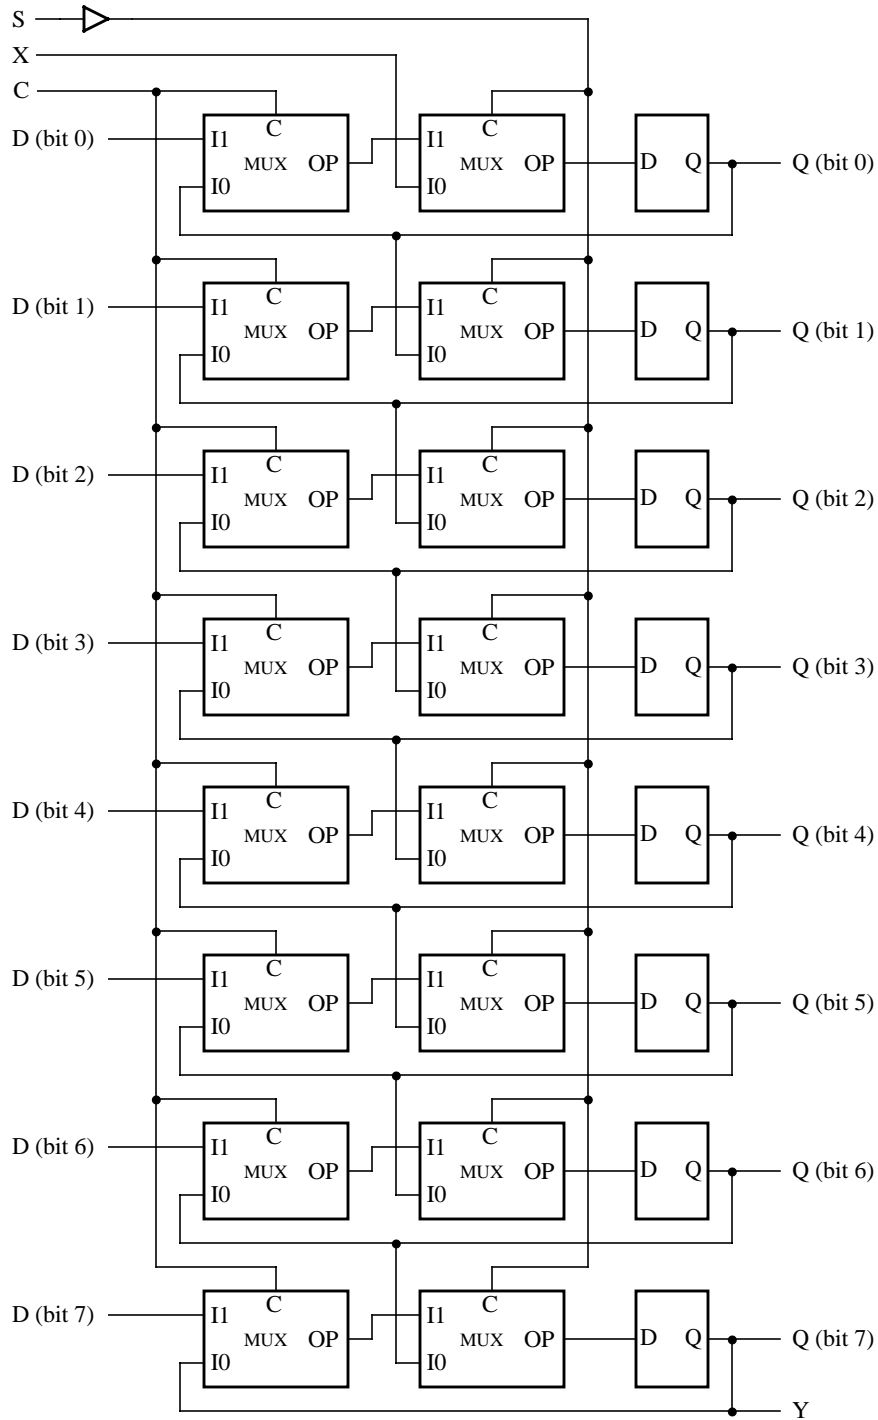 S
X
C
D (bit 0) I1 C MUX OP I0 I1 C MUX OP I0 D Q Q (bit 0)
D (bit 1) I1 C MUX OP I0 I1 C MUX OP I0 D Q Q (bit 1)
D (bit 2) I1 C MUX OP I0 I1 C MUX OP I0 D Q Q (bit 2)
D (bit 3) I1 C MUX OP I0 I1 C MUX OP I0 D Q Q (bit 3)
D (bit 4) I1 C MUX OP I0 I1 C MUX OP I0 D Q Q (bit 4)
D (bit 5) I1 C MUX OP I0 I1 C MUX OP I0 D Q Q (bit 5)
D (bit 6) I1 C MUX OP I0 I1 C MUX OP I0 D Q Q (bit 6)
D (bit 7) I1 C MUX OP I0 I1 C MUX OP I0 D Q Q (bit 7)
Y